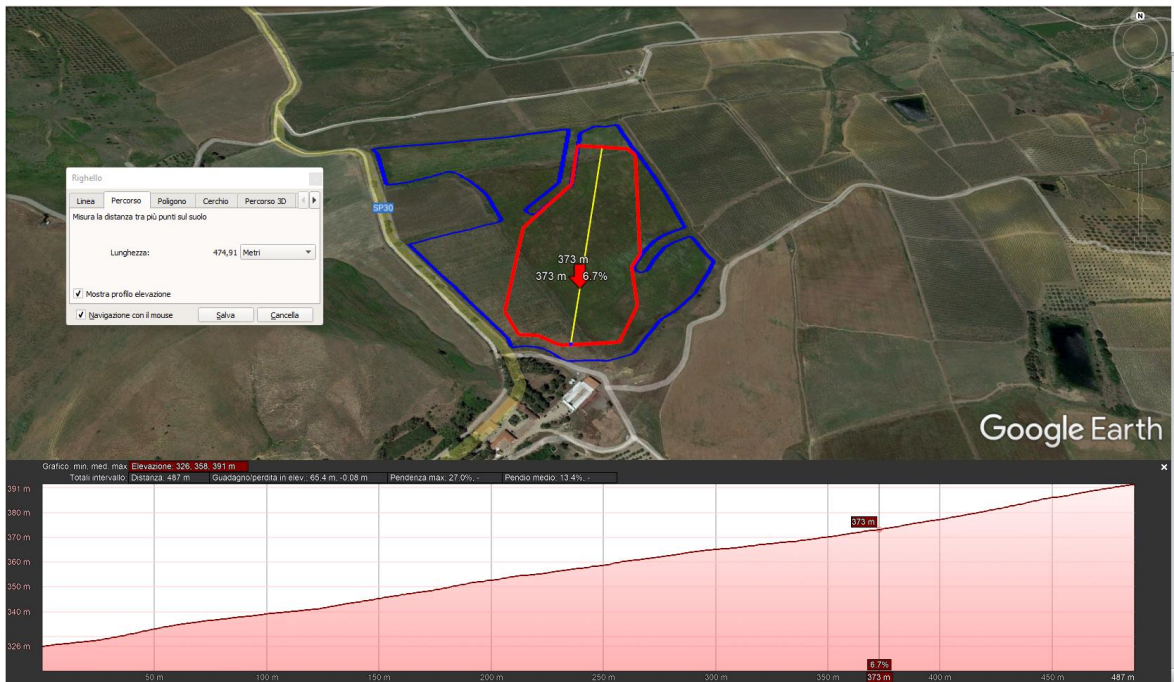 N
Righello
Linea Percorso Poligono Cerchio Percorso 3D
Misura la distanza tra più punti sul suolo
SP30
Lunghezza: 474,91 Metri
373 m
373 m 6.7%
Mostra profilo elevazione
Navigazione con il mouse Salva Cancella
Google Earth
Grafico: min, med, max Elevazione: 326, 358, 391 m
Totali intervallo: Distanza: 487 m Guadagno/perdita in elev.: 65.4 m, -0.08 m Pendenza max: 27.0%, - Pendio medio: 13.4%, -
391 m
380 m
373 m
370 m
360 m
350 m
340 m
326 m
6.7%
50 m 100 m 150 m 200 m 250 m 300 m 350 m 373 m 400 m 450 m 487 m